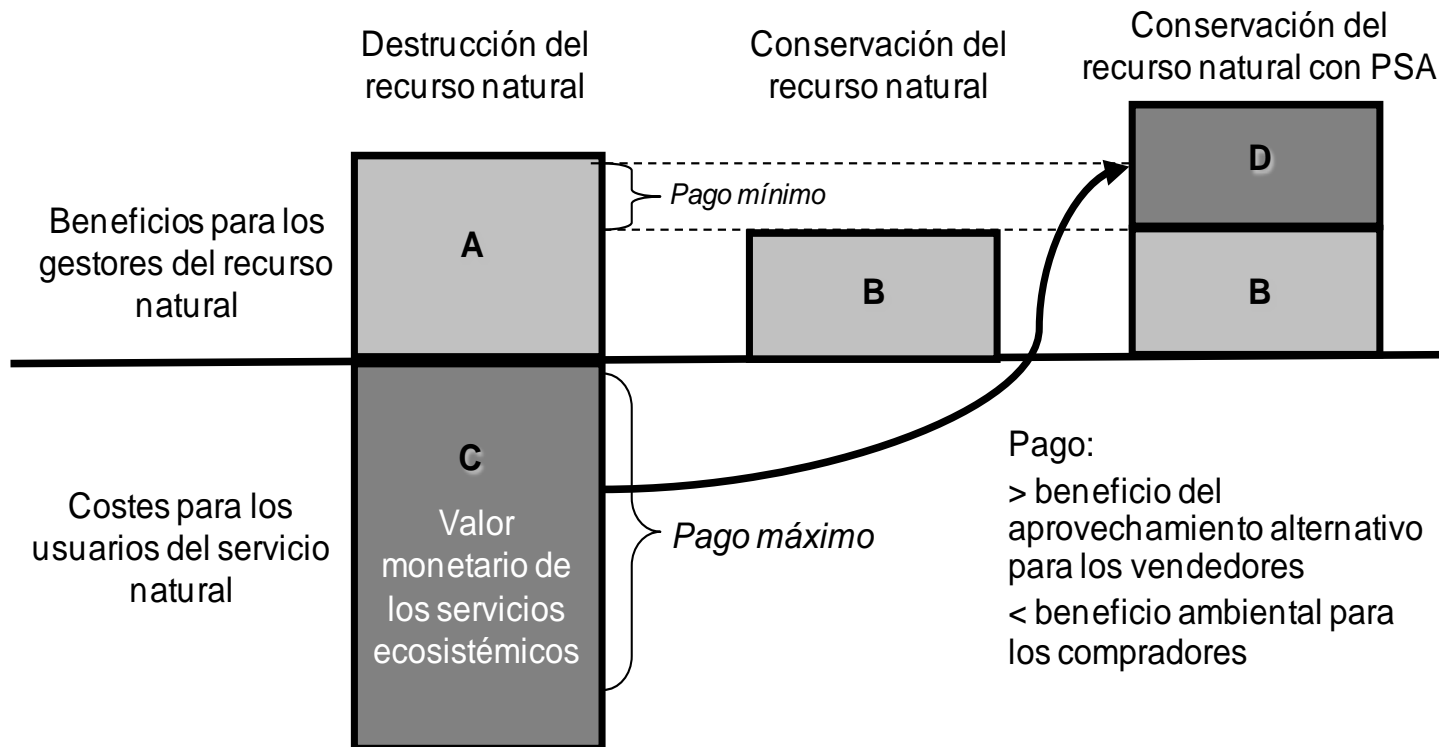 Destrucción del
recurso natural
Conservación del
recurso natural
Conservación del
recurso natural con PSA
Beneficios para los
gestores del recurso
natural
A
Pago mínimo
B
D
B
Costes para los
usuarios del servicio
natural
C
Valor
monetario de
los servicios
ecosistémicos
Pago máximo
Pago:
> beneficio del
aprovechamiento alternativo
para los vendedores
< beneficio ambiental para
los compradores